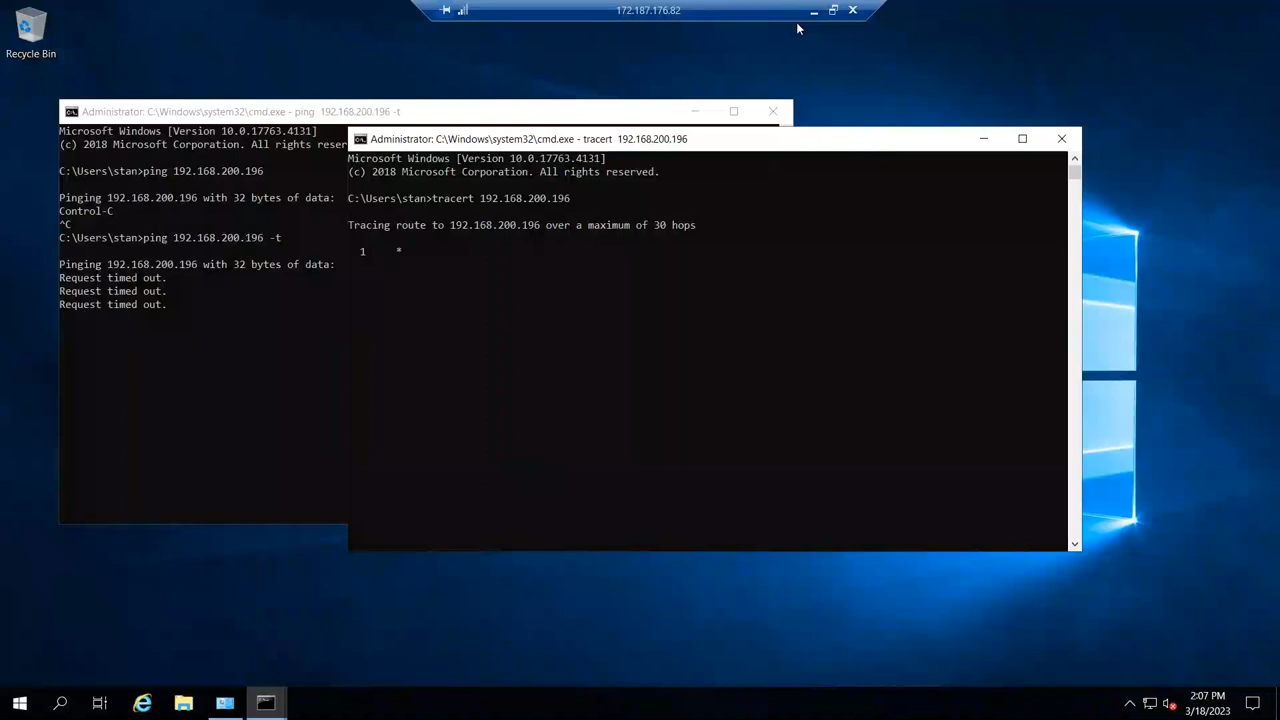 172.187.176.82
Recycle Bin
Administrator: C:\Windows\system32\cmd.exe - ping  192.168.200.196 -t
Microsoft Windows [Version 10.0.17763.4131]
(c) 2018 Microsoft Corporation. All rights reser
C:\Users\stan>ping 192.168.200.196
Pinging 192.168.200.196 with 32 bytes of data:
Control-C
^C
C:\Users\stan>ping 192.168.200.196 -t
Pinging 192.168.200.196 with 32 bytes of data:
Request timed out.
Request timed out.
Request timed out.
Administrator: C:\Windows\system32\cmd.exe - tracert  192.168.200.196
Microsoft Windows [Version 10.0.17763.4131]
(c) 2018 Microsoft Corporation. All rights reserved.
C:\Users\stan>tracert 192.168.200.196
Tracing route to 192.168.200.196 over a maximum of 30 hops
1     *
2:07 PM
3/18/2023